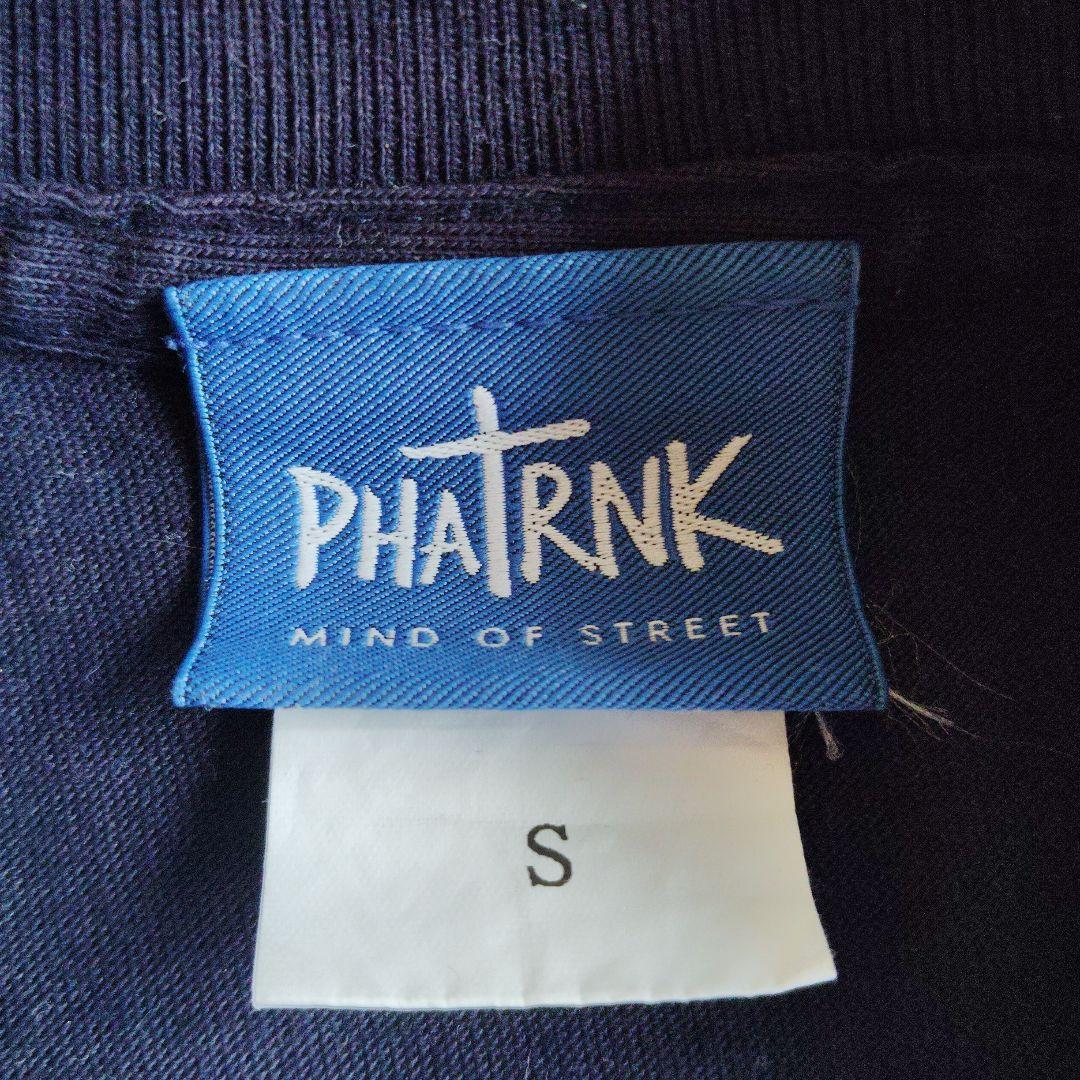 PHATRNK
MIND OF STREET
S